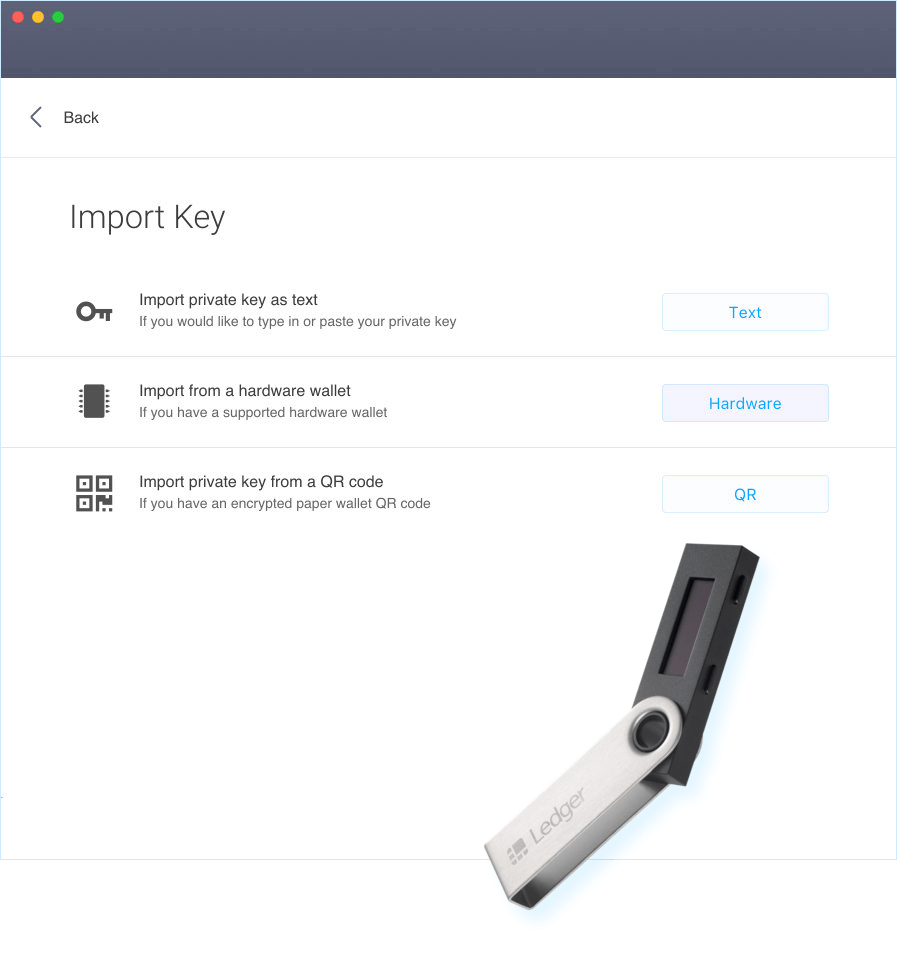 Back
Import Key
Import private key as text
If you would like to type in or paste your private key
Text
Import from a hardware wallet
If you have a supported hardware wallet
Hardware
Import private key from a QR code
If you have an encrypted paper wallet QR code
QR
Ledger